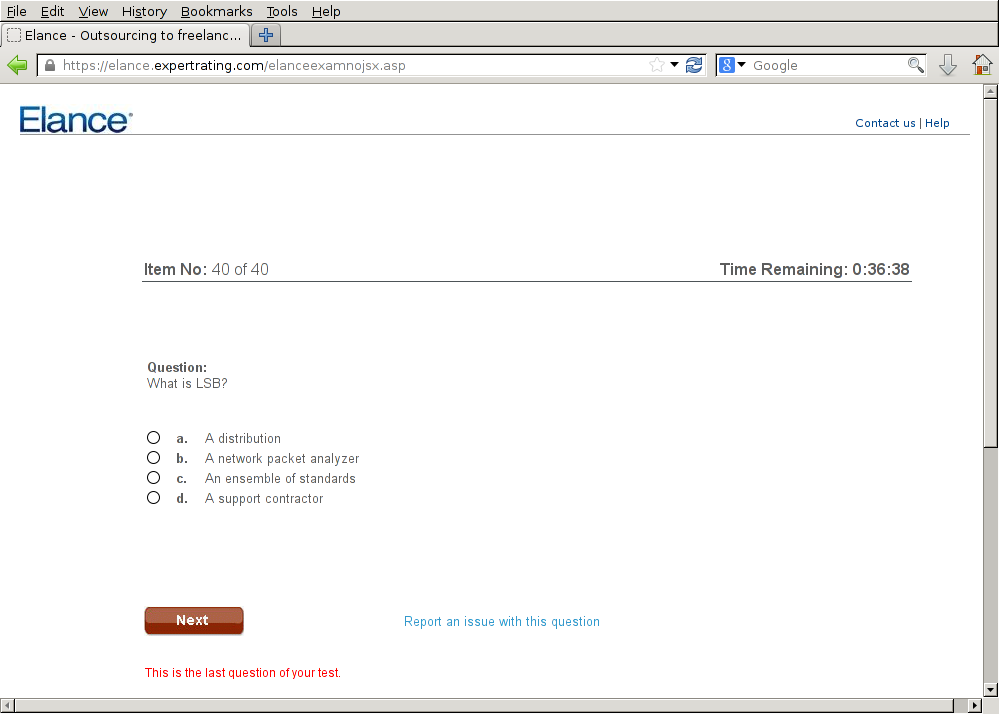 File Edit View History Bookmarks Tools Help
Elance - Outsourcing to freelanc...
https://elance.expertrating.com/elanceexamnojsx.asp
8 Google
Elance
Contact us | Help
Item No: 40 of 40 Time Remaining: 0:36:38
Question:
What is LSB?
a. A distribution
b. A network packet analyzer
c. An ensemble of standards
d. A support contractor
Next Report an issue with this question
This is the last question of your test.